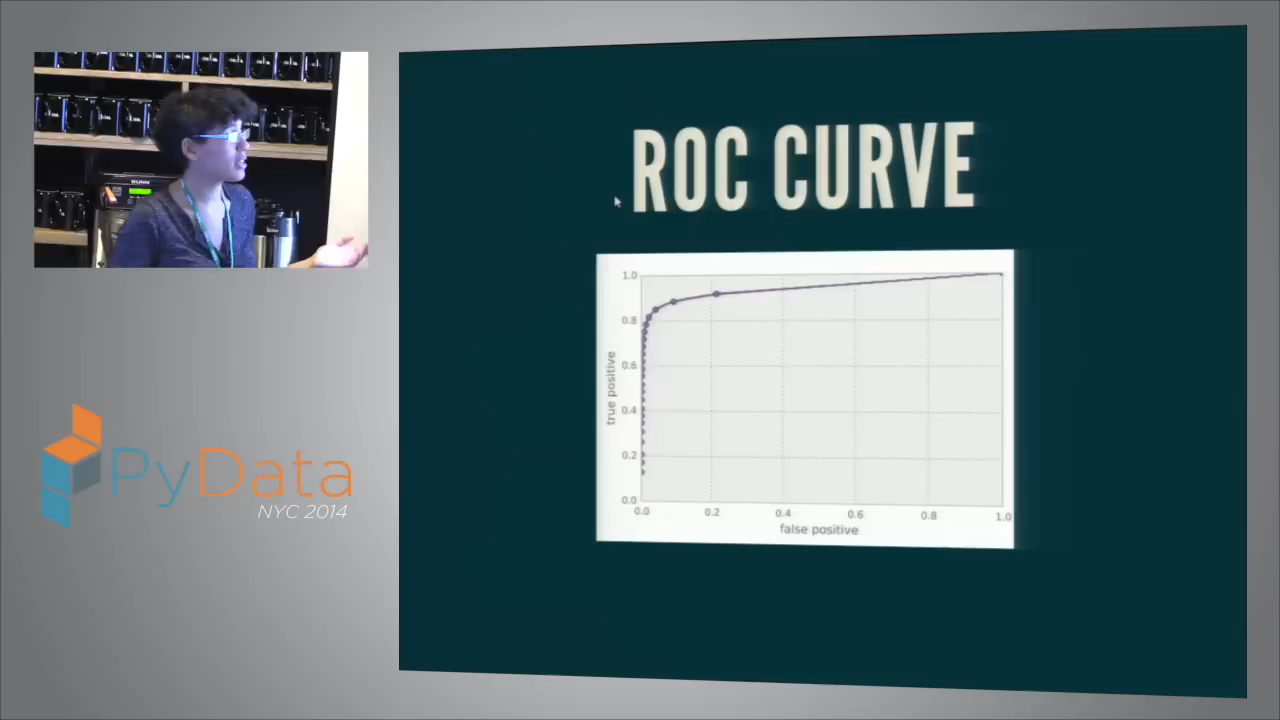 BUNN
ROC CURVE
1.0
0.8
0.6
0.4
0.2
0.0
true positive
0.0 0.2 0.4 0.6 0.8 1.0
false positive
PyData
NYC 2014